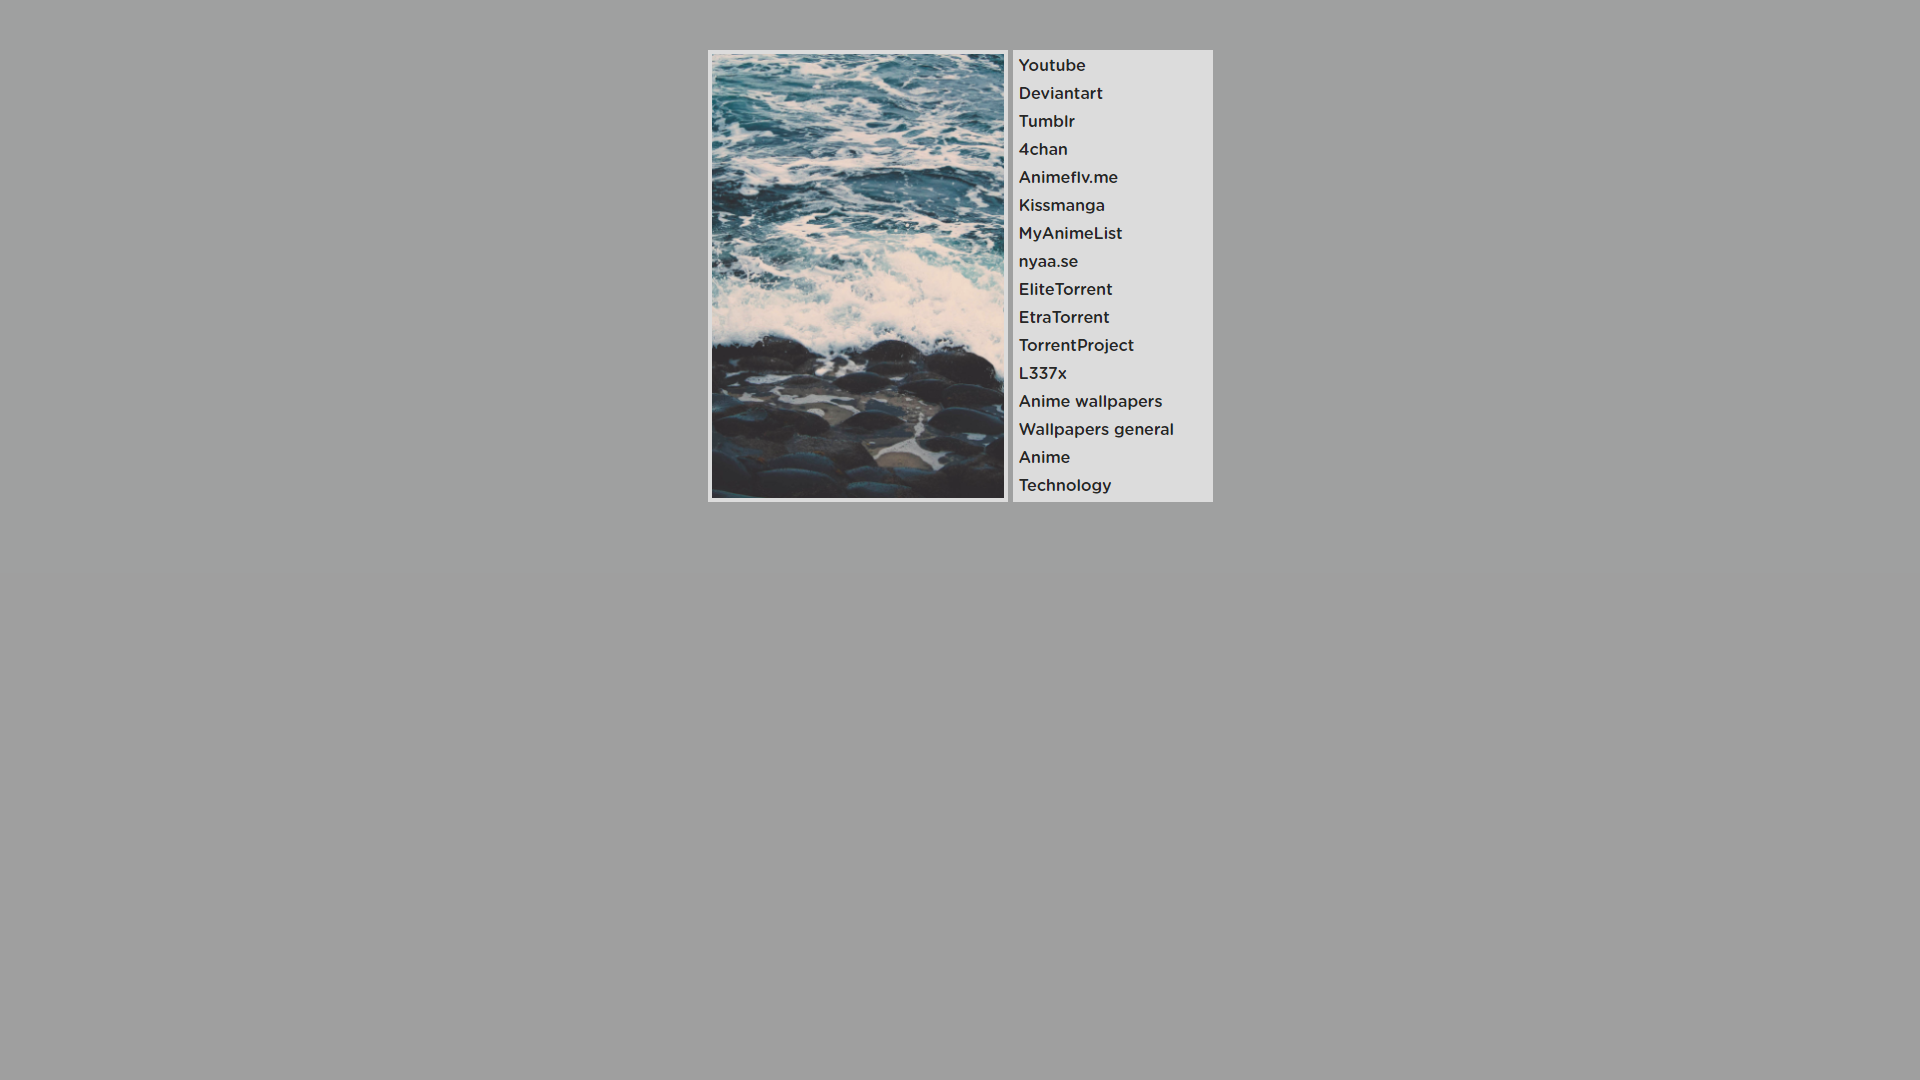 Youtube
Deviantart
Tumblr
4chan
Animeflv.me
Kissmanga
MyAnimeList
nyaa.se
EliteTorrent
EtraTorrent
TorrentProject
L337x
Anime wallpapers
Wallpapers general
Anime
Technology